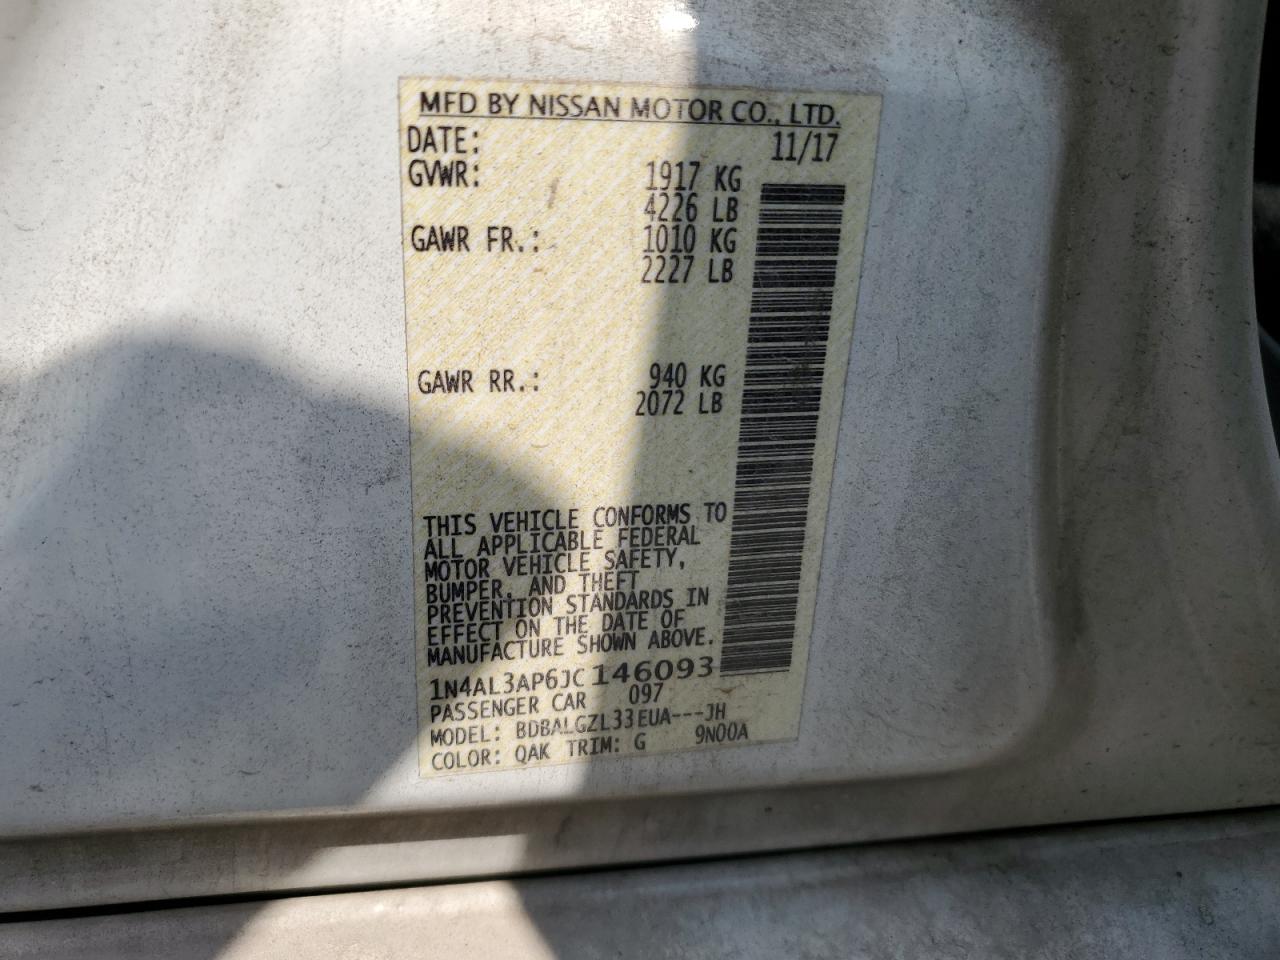 MFD BY NISSAN MOTOR CO., LTD.
DATE: 11/17
GVWR: 1917 KG
4226 LB
GAWR FR.: 1010 KG
2227 LB
GAWR RR.: 940 KG
2072 LB
THIS VEHICLE CONFORMS TO
ALL APPLICABLE FEDERAL
MOTOR VEHICLE SAFETY,
BUMPER, AND THEFT
PREVENTION STANDARDS IN
EFFECT ON THE DATE OF
MANUFACTURE SHOWN ABOVE.
1N4AL3AP6JC146093
PASSENGER CAR 097
MODEL: BDBALGZL33EUA---JH
COLOR: QAK TRIM: G 9N00A